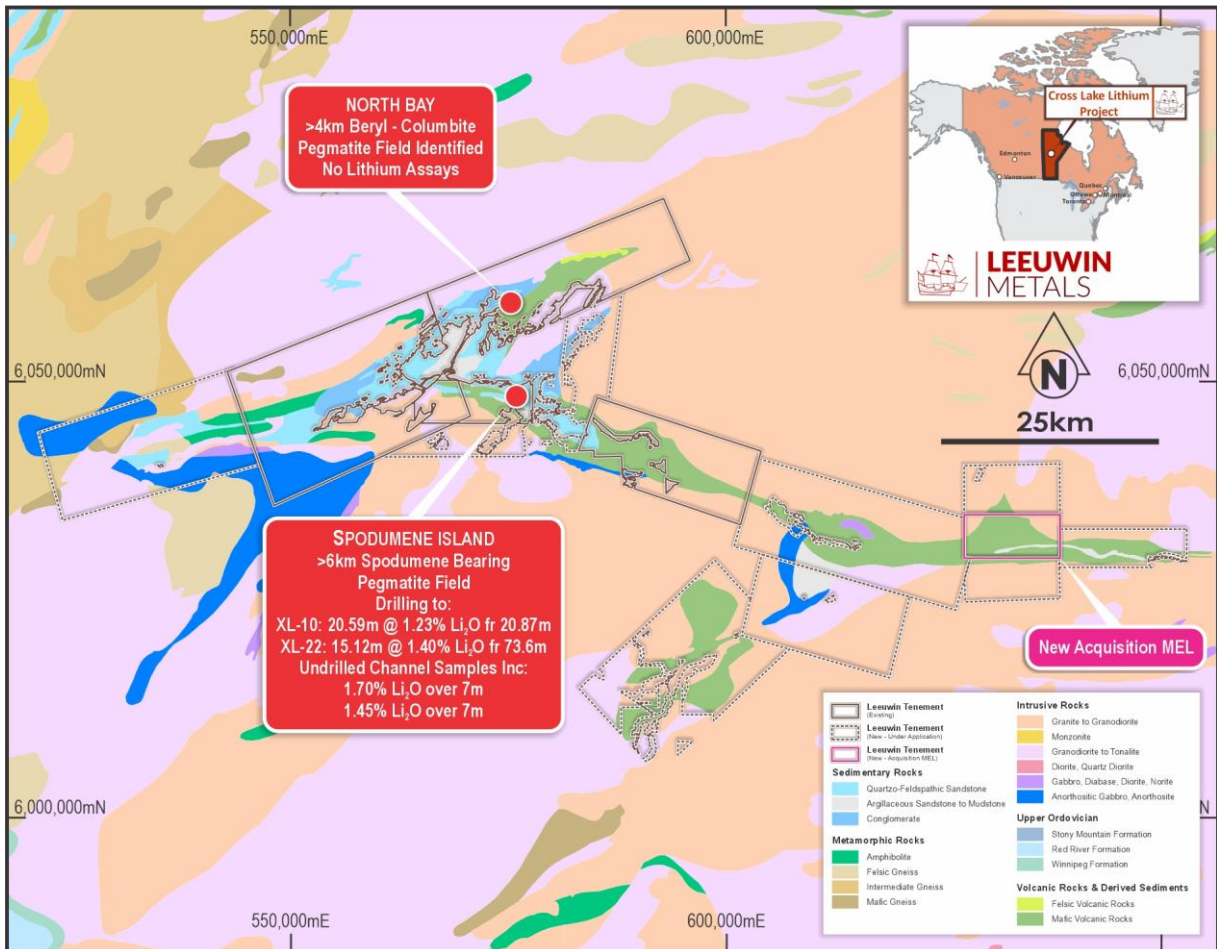 550,000mE
600,000mE
NORTH BAY
>4km Beryl - Columbite
Pegmatite Field Identified
No Lithium Assays
Cross Lake Lithium
Project
Edmonton
Vancouver
Quebec
Ottawa
Montreal
Toronto
LEEUWIN
METALS
6,050,000mN
6,050,000mN
N
25km
SPODUMENE ISLAND
>6km Spodumene Bearing
Pegmatite Field
Drilling to:
XL-10: 20.59m @ 1.23% Li₂O fr 20.87m
XL-22: 15.12m @ 1.40% Li₂O fr 73.6m
Undrilled Channel Samples Inc:
1.70% Li₂O over 7m
1.45% Li₂O over 7m
New Acquisition MEL
Leeuwin Tenement
(Existing)
Leeuwin Tenement
(New - Under Application)
Leeuwin Tenement
(New - Acquisition MEL)
Sedimentary Rocks
Quartzo-Feldspathic Sandstone
Argillaceous Sandstone to Mudstone
Conglomerate
Metamorphic Rocks
Amphibolite
Felsic Gneiss
Intermediate Gneiss
Mafic Gneiss
Intrusive Rocks
Granite to Granodiorite
Monzonite
Granodiorite to Tonalite
Diorite, Quartz Diorite
Gabbro, Diabase, Diorite, Norite
Anorthositic Gabbro, Anorthosite
Upper Ordovician
Stony Mountain Formation
Red River Formation
Winnipeg Formation
Volcanic Rocks & Derived Sediments
Felsic Volcanic Rocks
Mafic Volcanic Rocks
6,000,000mN
mN
550,000mE
600,000mE